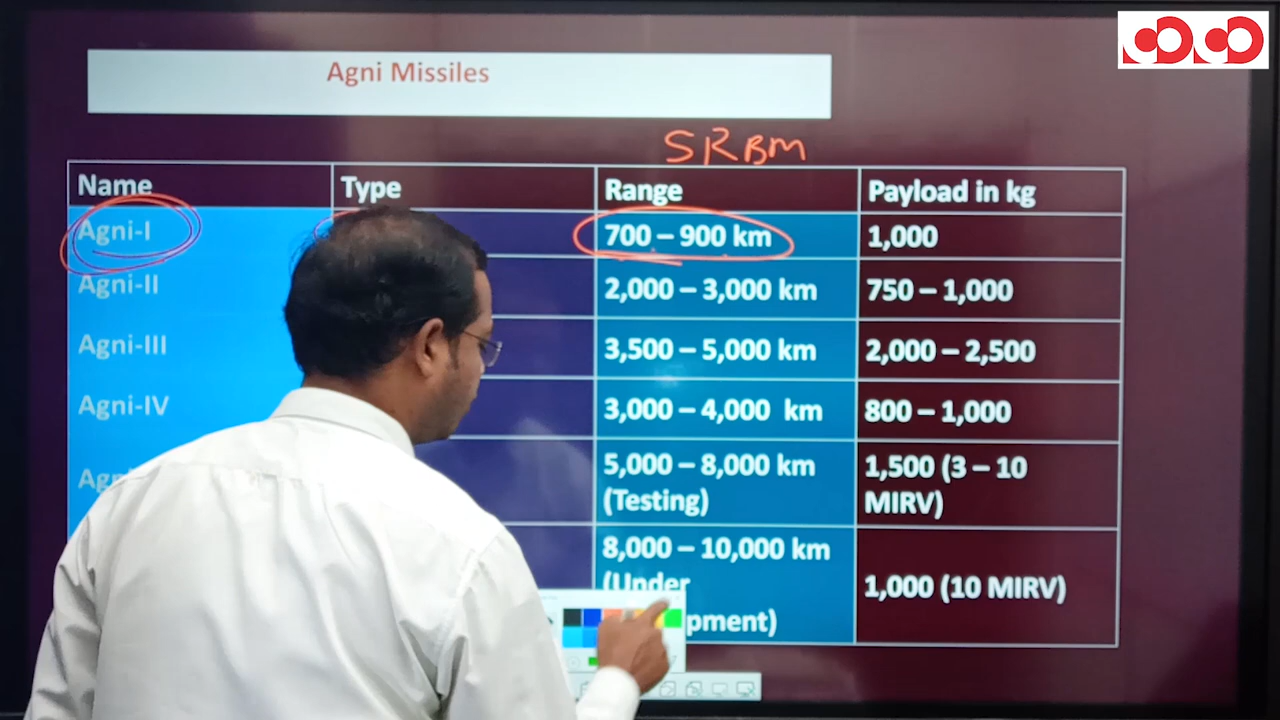 Agni Missiles
SRBM
Name Type Range Payload in kg
Agni-I 700 – 900 km 1,000
Agni-II 2,000 – 3,000 km 750 – 1,000
Agni-III 3,500 – 5,000 km 2,000 – 2,500
Agni-IV 3,000 – 4,000 km 800 – 1,000
5,000 – 8,000 km 1,500 (3 – 10
(Testing) MIRV)
8,000 – 10,000 km
(Under 1,000 (10 MIRV)